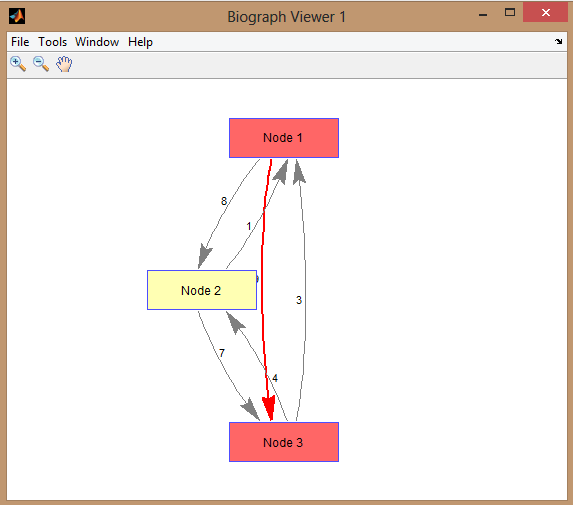 Biograph Viewer 1
File Tools Window Help
Node 1
8
1
Node 2
3
7
4
Node 3